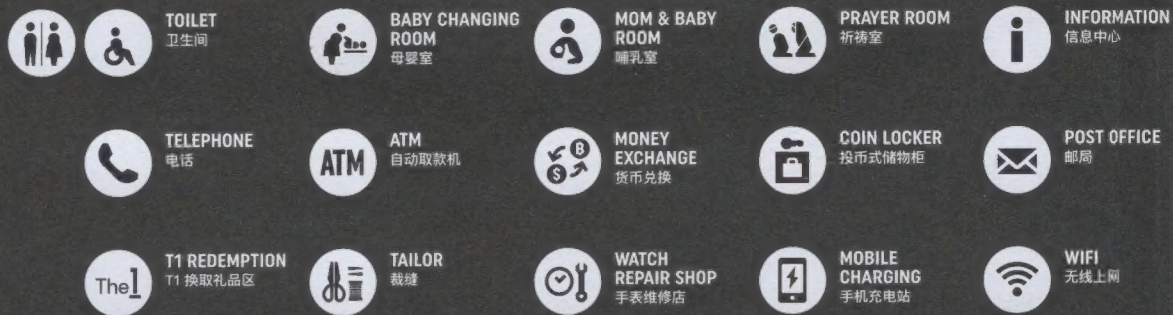 TOILET
卫生间
BABY CHANGING
ROOM
母婴室
MOM & BABY
ROOM
哺乳室
PRAYER ROOM
祈祷室
INFORMATION
信息中心
TELEPHONE
电话
ATM
ATM
自动取款机
MONEY
EXCHANGE
货币兑换
COIN LOCKER
投币式储物柜
POST OFFICE
邮局
The1
T1 REDEMPTION
T1 换取礼品区
TAILOR
裁缝
WATCH
REPAIR SHOP
手表维修店
MOBILE
CHARGING
手机充电站
WIFI
无线上网